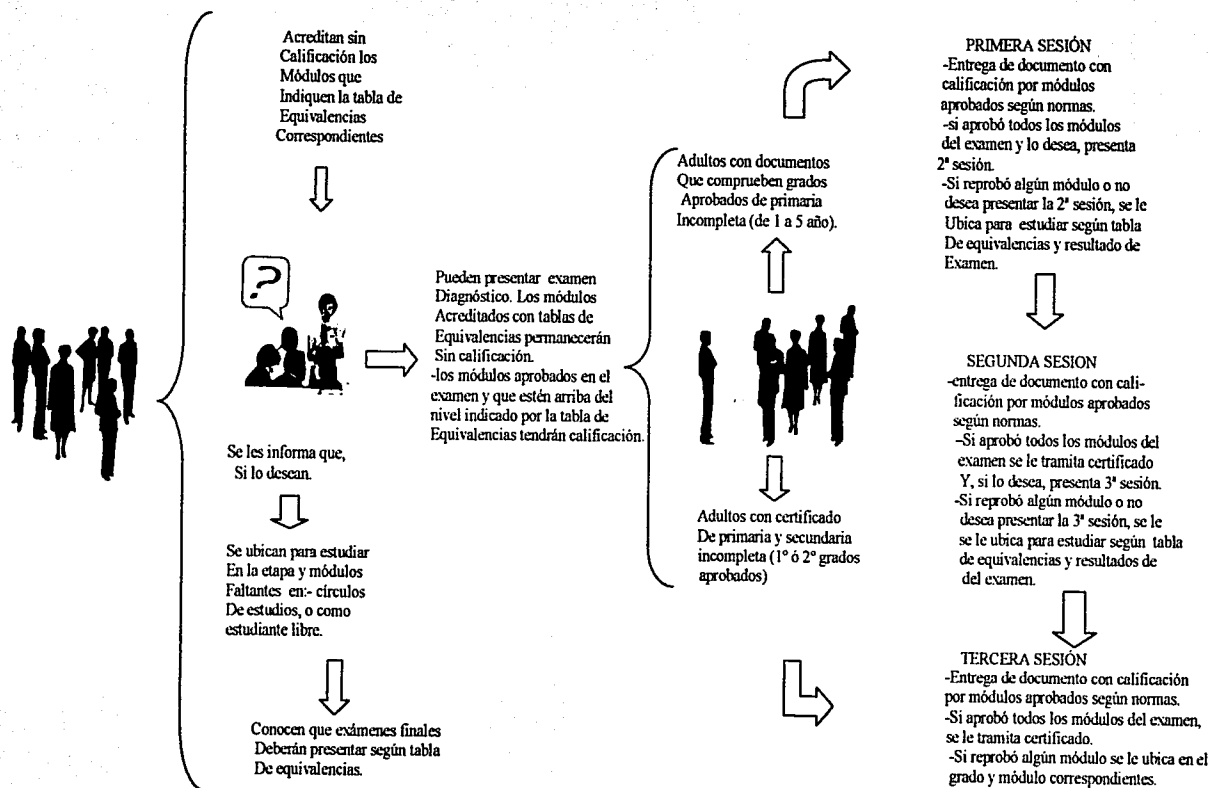 Acreditan sin
Calificación los
Módulos que
Indiquen la tabla de
Equivalencias
Correspondientes
?
Se les informa que,
Si lo desean.
Se ubican para estudiar
En la etapa y módulos
Faltantes en:- círculos
De estudios, o como
estudiante libre.
Conocen que exámenes finales
Deberán presentar según tabla
De equivalencias.
Pueden presentar examen
Diagnóstico. Los módulos
Acreditados con tablas de
Equivalencias permanecerán
Sin calificación.
-los módulos aprobados en el
examen y que estén arriba del
nivel indicado por la tabla de
Equivalencias tendrán calificación.
Adultos con documentos
Que comprueben grados
Aprobados de primaria
Incompleta (de 1 a 5 año).
Adultos con certificado
De primaria y secundaria
incompleta (1º ó 2º grados
aprobados)
PRIMERA SESIÓN
-Entrega de documento con
calificación por módulos
aprobados según normas.
-si aprobó todos los módulos
del examen y lo desea, presenta
2ª sesión.
-Si reprobó algún módulo o no
desea presentar la 2ª sesión, se le
Ubica para estudiar según tabla
De equivalencias y resultado de
Examen.
SEGUNDA SESION
-entrega de documento con cali-
ficación por módulos aprobados
según normas.
-Si aprobó todos los módulos del
examen se le tramita certificado
Y, si lo desea, presenta 3ª sesión.
-Si reprobó algún módulo o no
desea presentar la 3ª sesión, se le
se le ubica para estudiar según tabla
de equivalencias y resultados de
del examen.
TERCERA SESIÓN
-Entrega de documento con calificación
por módulos aprobados según normas.
-Si aprobó todos los módulos del examen,
se le tramita certificado.
-Si reprobó algún módulo se le ubica en el
grado y módulo correspondientes.